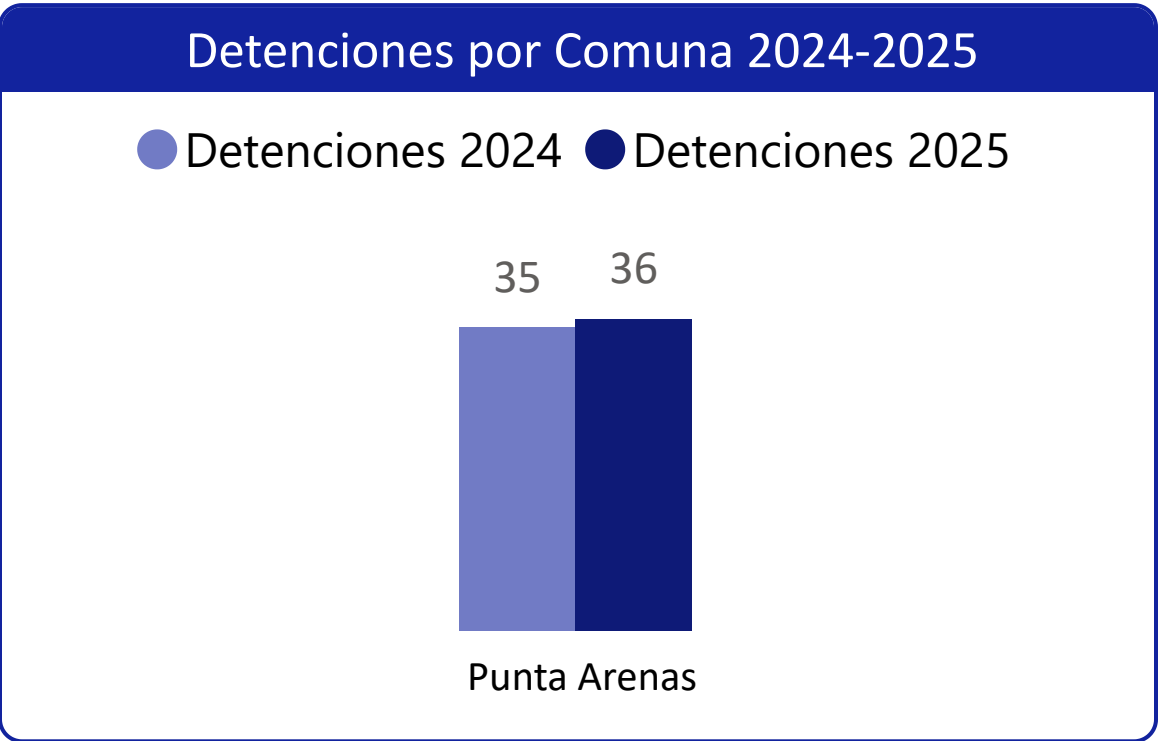 Detenciones por Comuna 2024-2025
Detenciones 2024 Detenciones 2025
35 36
Punta Arenas